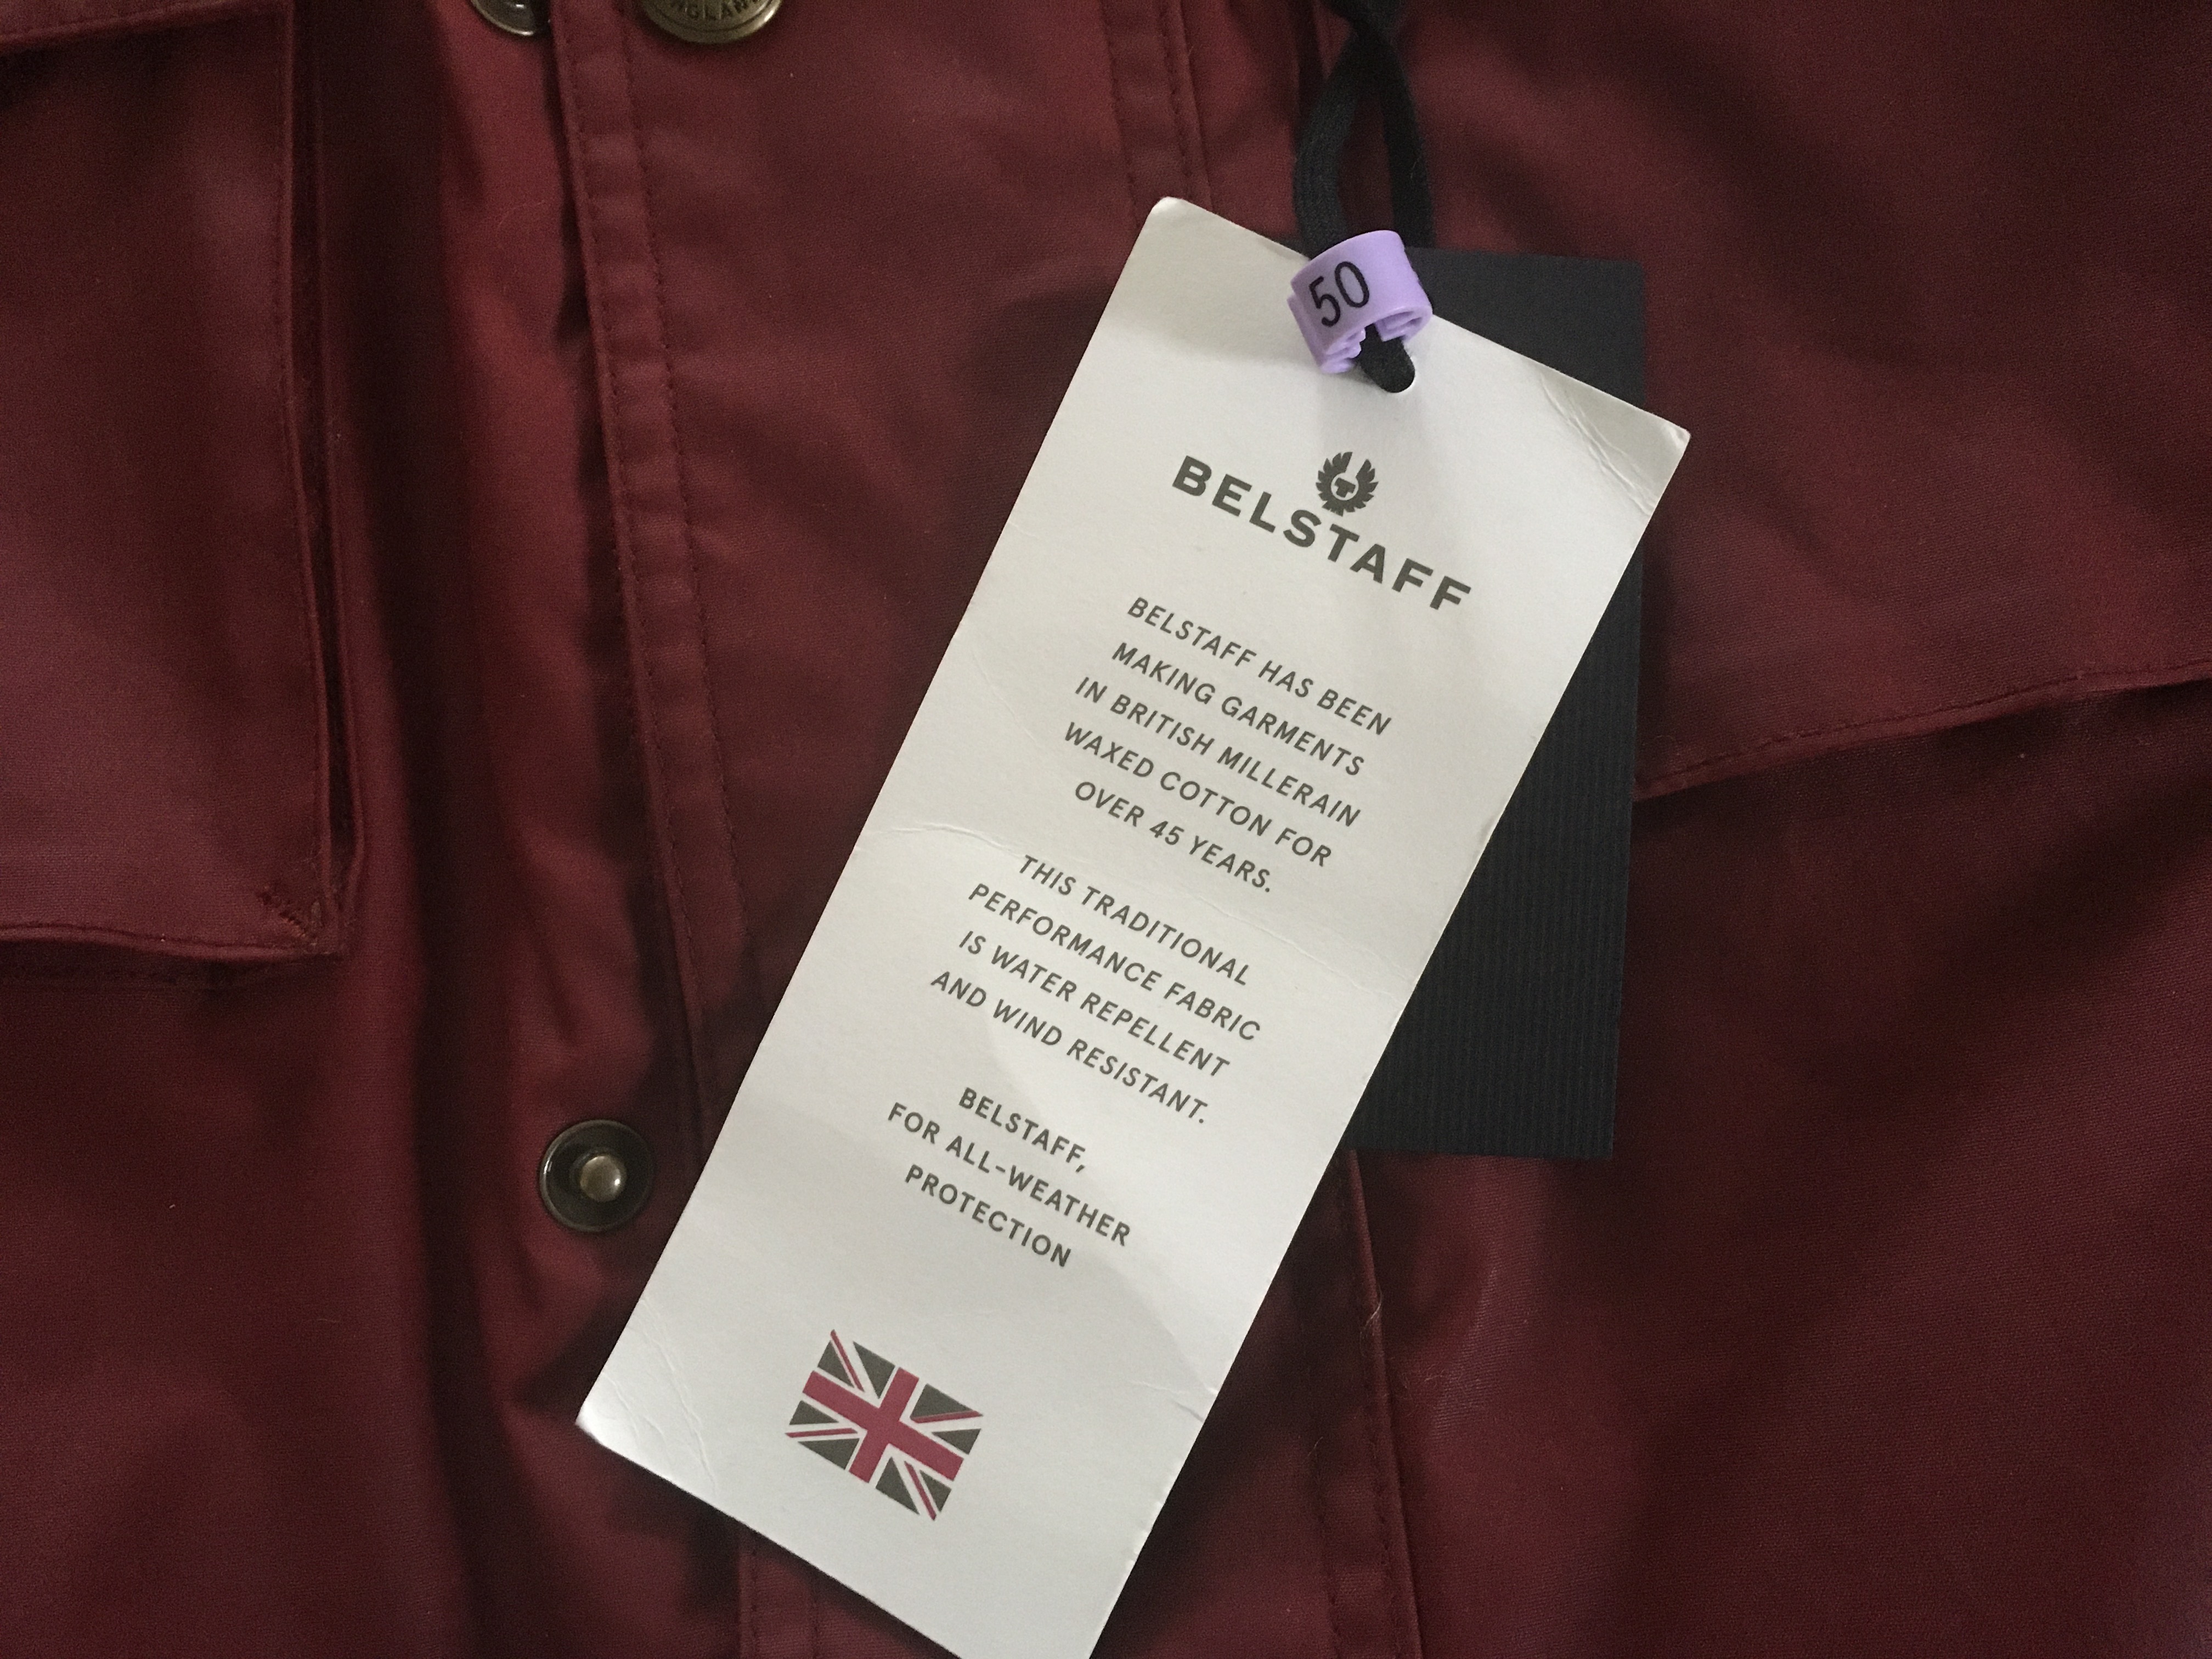 50
BELSTAFF
BELSTAFF HAS BEEN
MAKING GARMENTS
IN BRITISH MILLERAIN
WAXED COTTON FOR
OVER 45 YEARS.
THIS TRADITIONAL
PERFORMANCE FABRIC
IS WATER REPELLENT
AND WIND RESISTANT.
BELSTAFF,
FOR ALL-WEATHER
PROTECTION